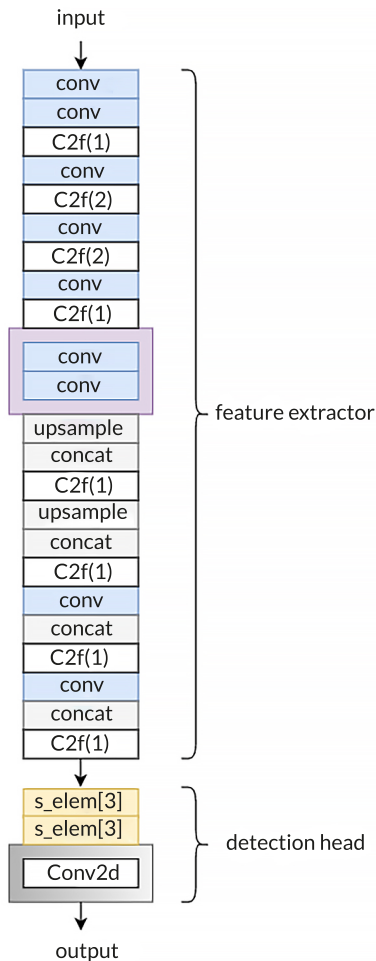 input
conv
conv
C2f(1)
conv
C2f(2)
conv
C2f(2)
conv
C2f(1)
conv
conv
feature extractor
upsample
concat
C2f(1)
upsample
concat
C2f(1)
conv
concat
C2f(1)
conv
concat
C2f(1)
s_elem[3]
s_elem[3]
detection head
Conv2d
output